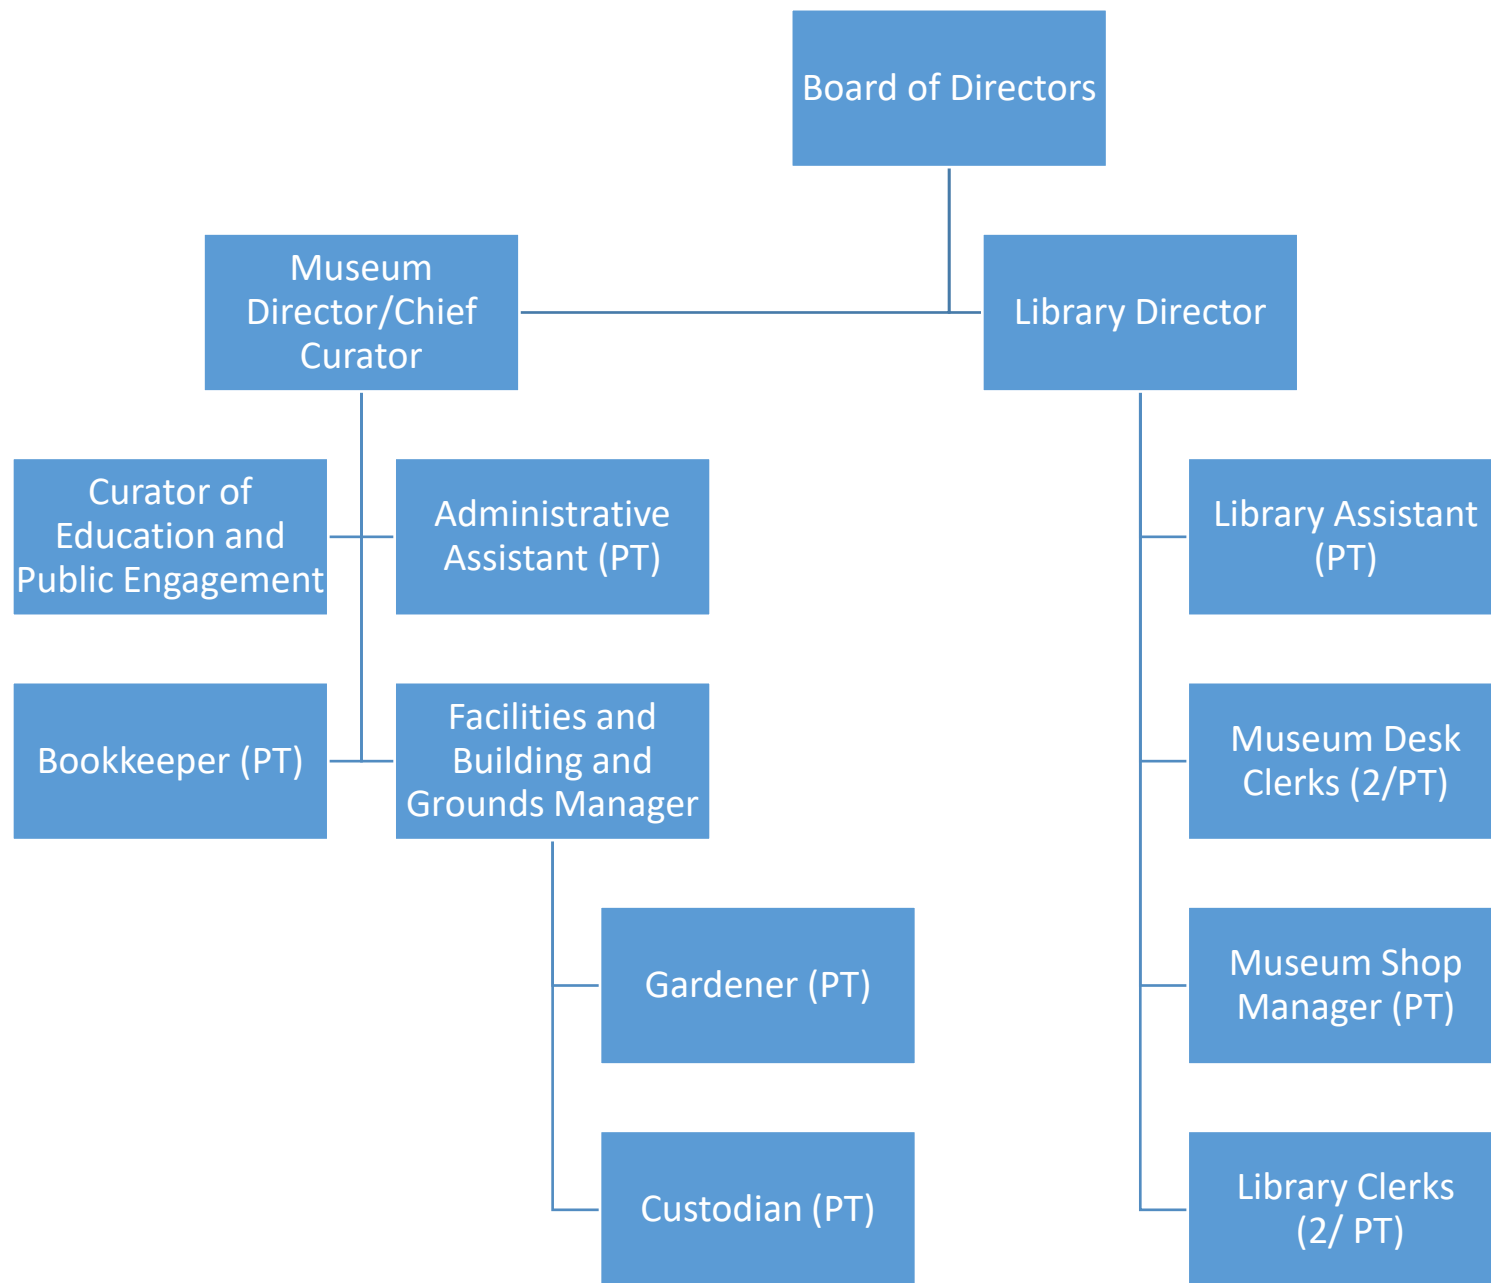 Board of Directors
Museum
Director/Chief
Curator
Library Director
Curator of
Education and
Public Engagement
Administrative
Assistant (PT)
Library Assistant
(PT)
Bookkeeper (PT)
Facilities and
Building and
Grounds Manager
Museum Desk
Clerks (2/PT)
Gardener (PT)
Museum Shop
Manager (PT)
Custodian (PT)
Library Clerks
(2/ PT)